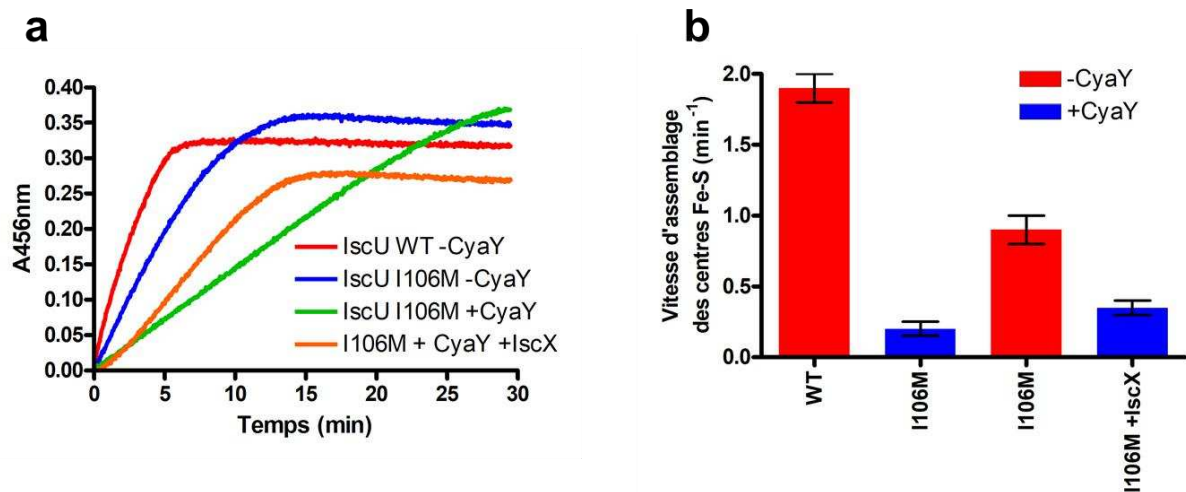 a
0.40
0.35
0.30
0.25
0.20
0.15
0.10
0.05
0.00
A456nm
IscU WT -CyaY
IscU I106M -CyaY
IscU I106M +CyaY
I106M + CyaY +IscX
0 5 10 15 20 25 30
Temps (min)
b
2.0
1.5
1.0
0.5
0.0
Vitesse d'assemblage
des centres Fe-S (min⁻¹)
-CyaY
+CyaY
WT
I106M
I106M
I106M +IscX